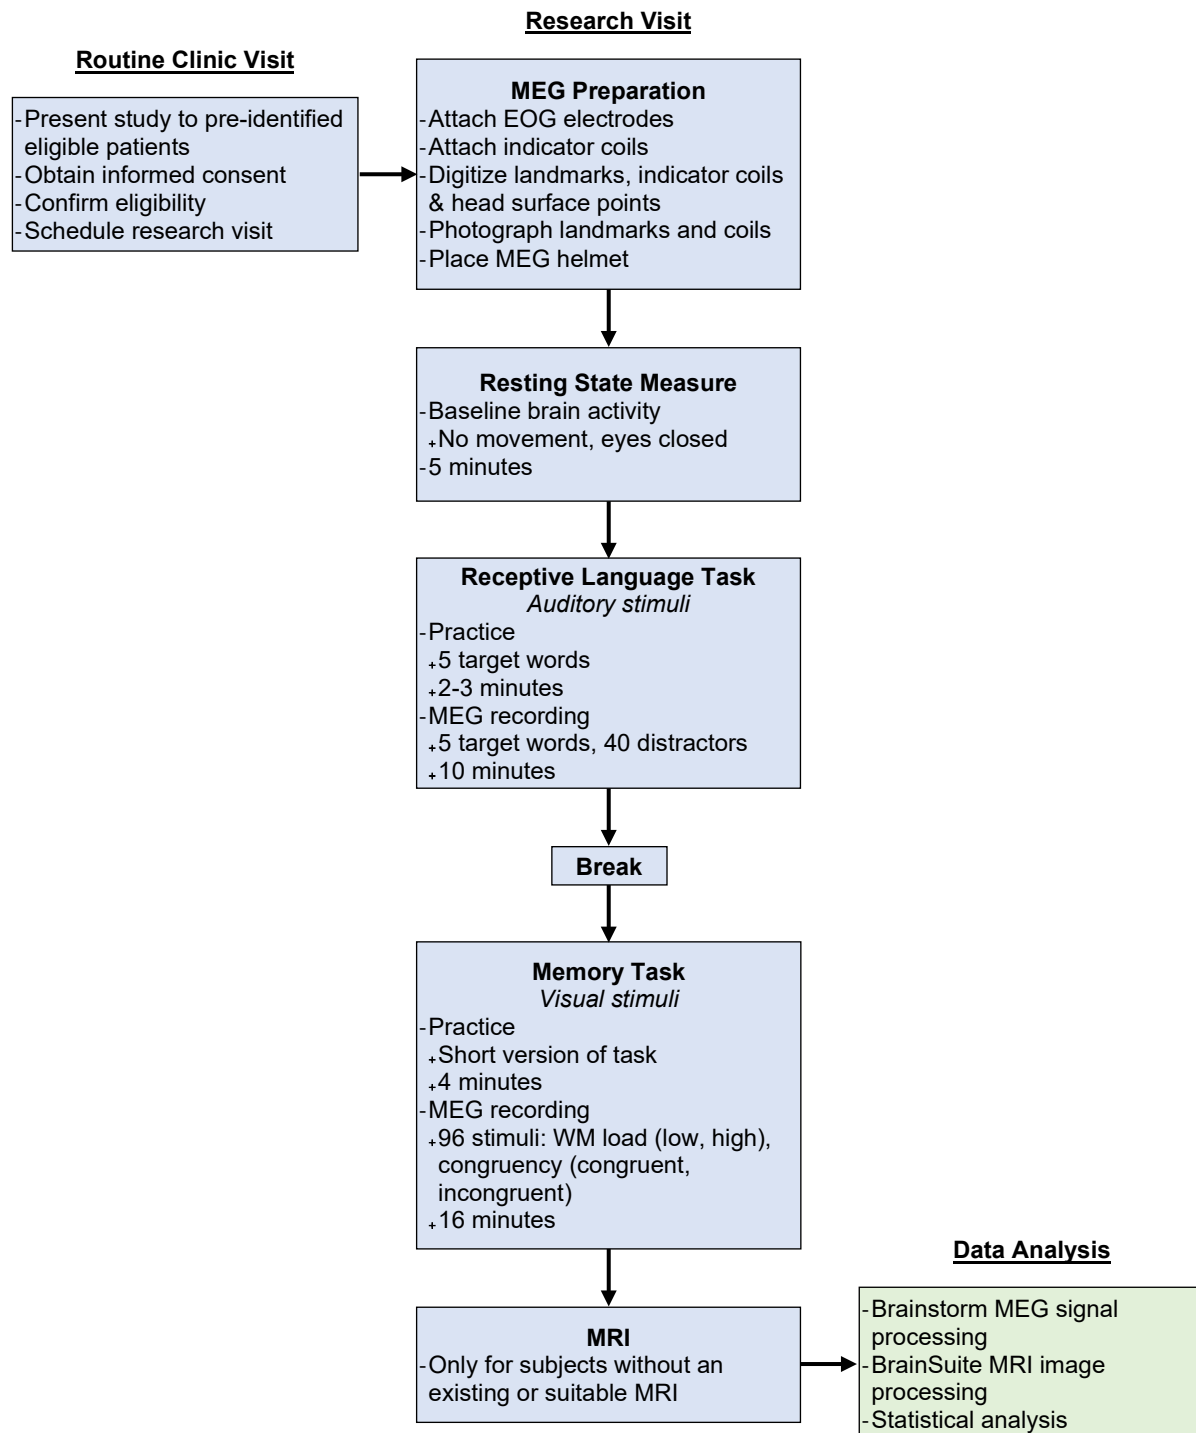 Research Visit
Routine Clinic Visit
-Present study to pre-identified
eligible patients
-Obtain informed consent
-Confirm eligibility
-Schedule research visit
MEG Preparation
-Attach EOG electrodes
-Attach indicator coils
-Digitize landmarks, indicator coils
& head surface points
-Photograph landmarks and coils
-Place MEG helmet
Resting State Measure
-Baseline brain activity
+No movement, eyes closed
-5 minutes
Receptive Language Task
Auditory stimuli
-Practice
+5 target words
+2-3 minutes
-MEG recording
+5 target words, 40 distractors
+10 minutes
Break
Memory Task
Visual stimuli
-Practice
+Short version of task
+4 minutes
-MEG recording
+96 stimuli: WM load (low, high),
congruency (congruent,
incongruent)
+16 minutes
MRI
-Only for subjects without an
existing or suitable MRI
Data Analysis
-Brainstorm MEG signal
processing
-BrainSuite MRI image
processing
-Statistical analysis